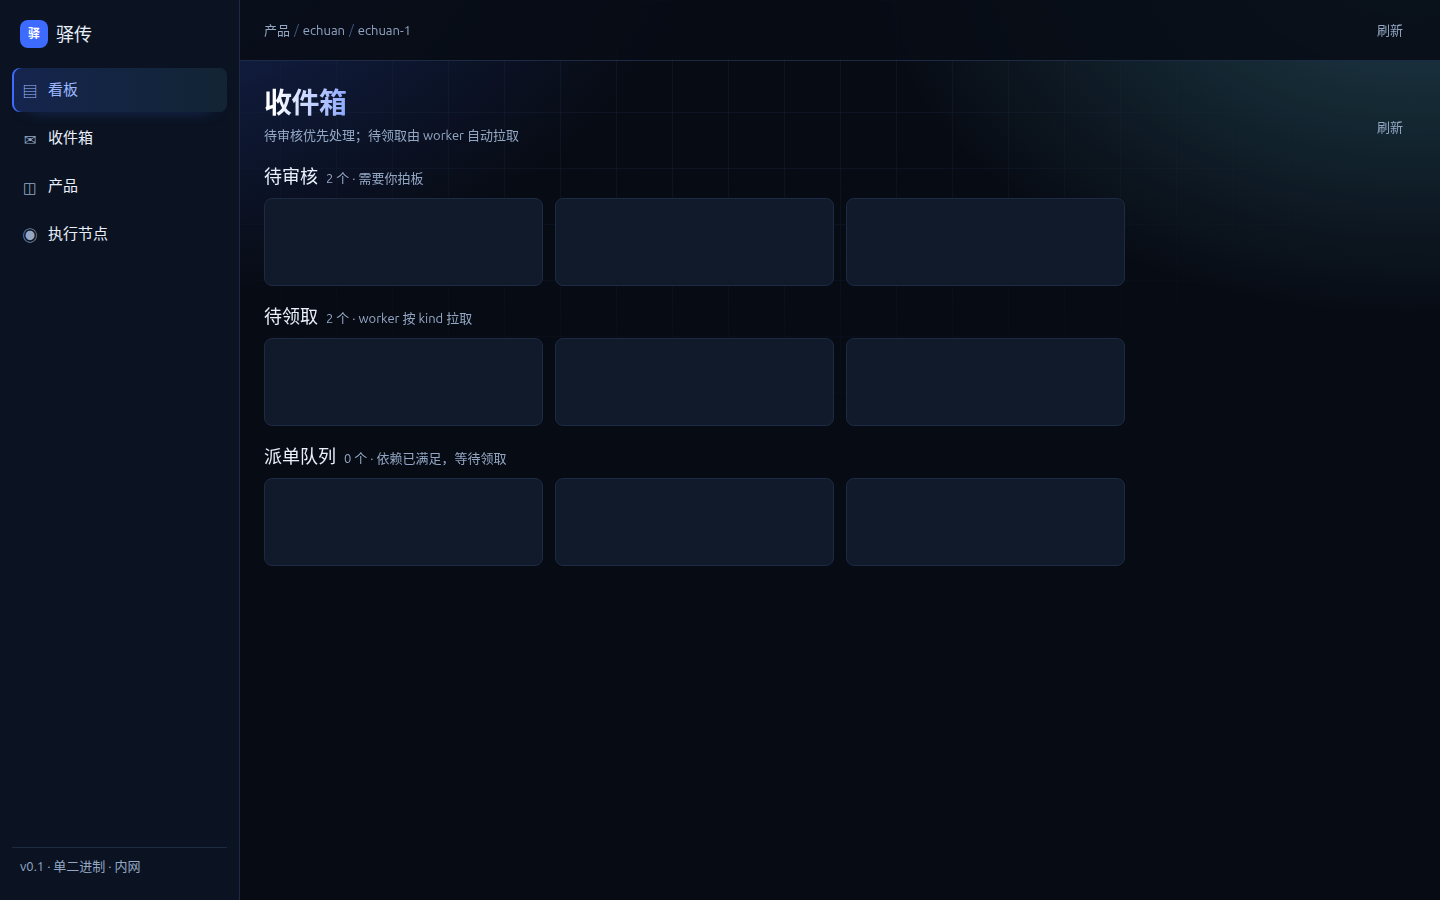 驿 驿传
看板
收件箱
产品
执行节点
v0.1 · 单二进制 · 内网
产品 / echuan / echuan-1
刷新
收件箱
待审核优先处理；待领取由 worker 自动拉取
刷新
待审核 2 个 · 需要你拍板
待领取 2 个 · worker 按 kind 拉取
派单队列 0 个 · 依赖已满足，等待领取